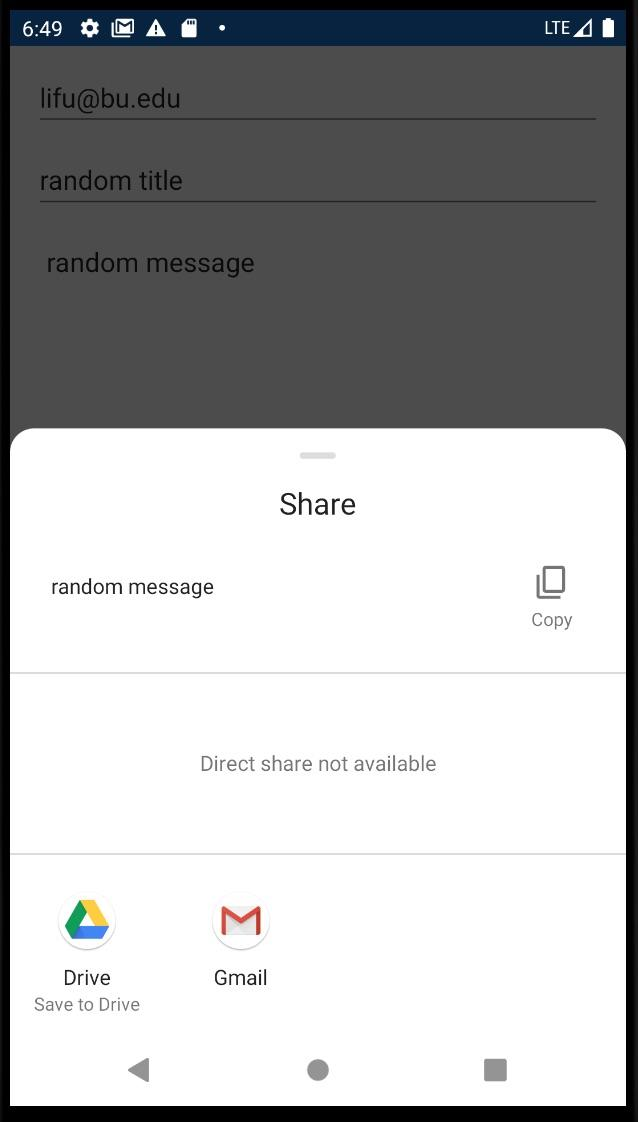 6:49 LTE
lifu@bu.edu
random title
random message
Share
random message
Copy
Direct share not available
Drive Gmail
Save to Drive